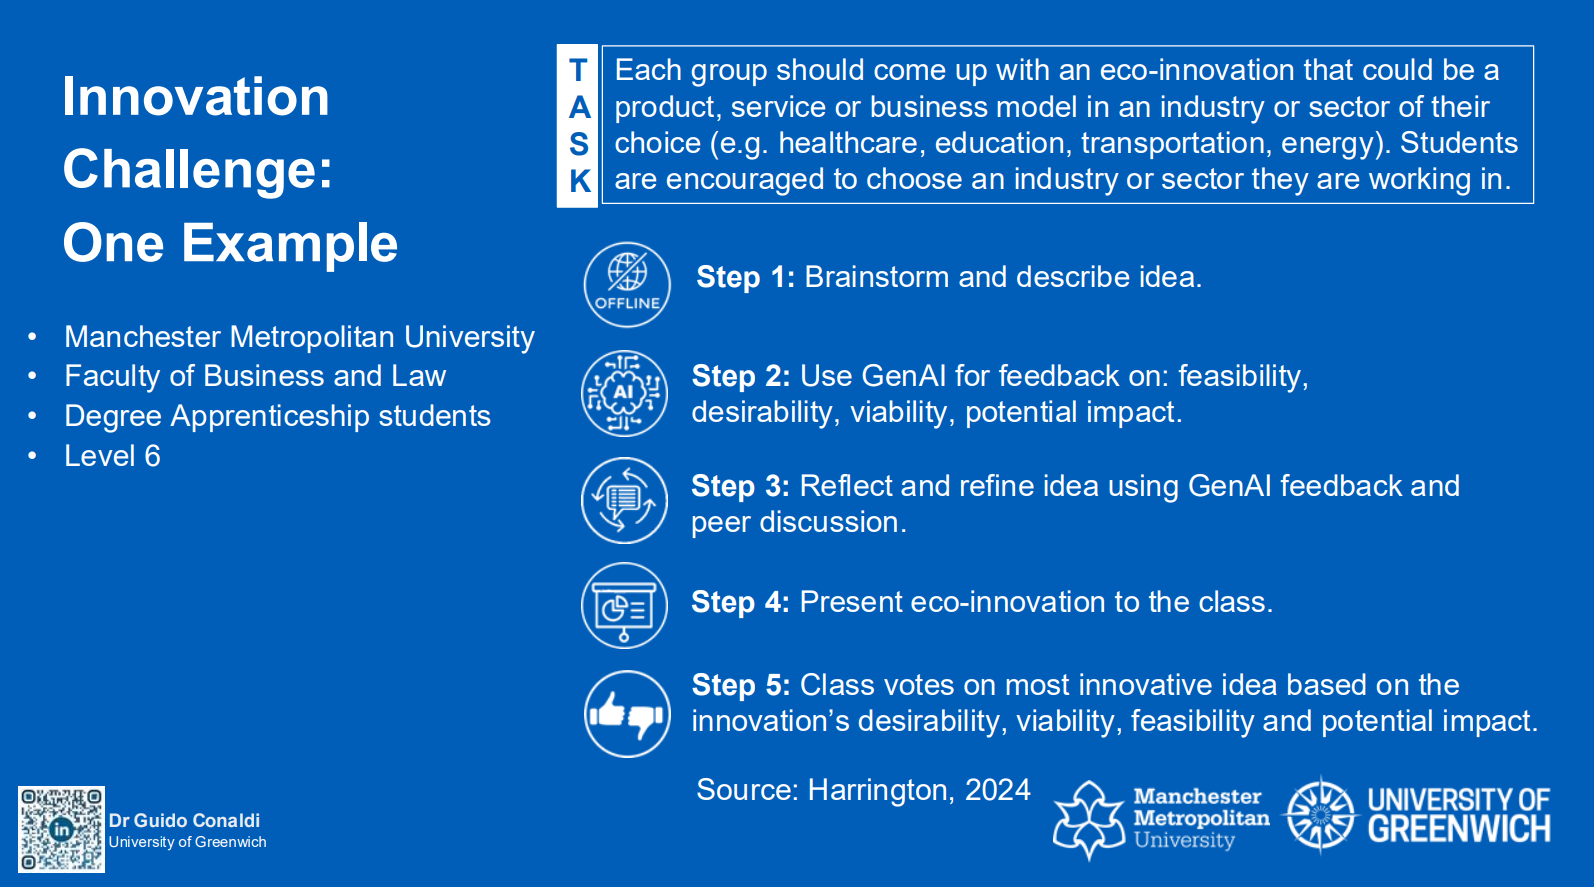 Innovation
Challenge:
One Example
• Manchester Metropolitan University
• Faculty of Business and Law
• Degree Apprenticeship students
• Level 6
T
A
S
K
Each group should come up with an eco-innovation that could be a
product, service or business model in an industry or sector of their
choice (e.g. healthcare, education, transportation, energy). Students
are encouraged to choose an industry or sector they are working in.
OFFLINE
Step 1: Brainstorm and describe idea.
AI
Step 2: Use GenAI for feedback on: feasibility,
desirability, viability, potential impact.
Step 3: Reflect and refine idea using GenAI feedback and
peer discussion.
Step 4: Present eco-innovation to the class.
Step 5: Class votes on most innovative idea based on the
innovation’s desirability, viability, feasibility and potential impact.
Source: Harrington, 2024
in
Dr Guido Conaldi
University of Greenwich
Manchester
Metropolitan
University
UNIVERSITY OF
GREENWICH